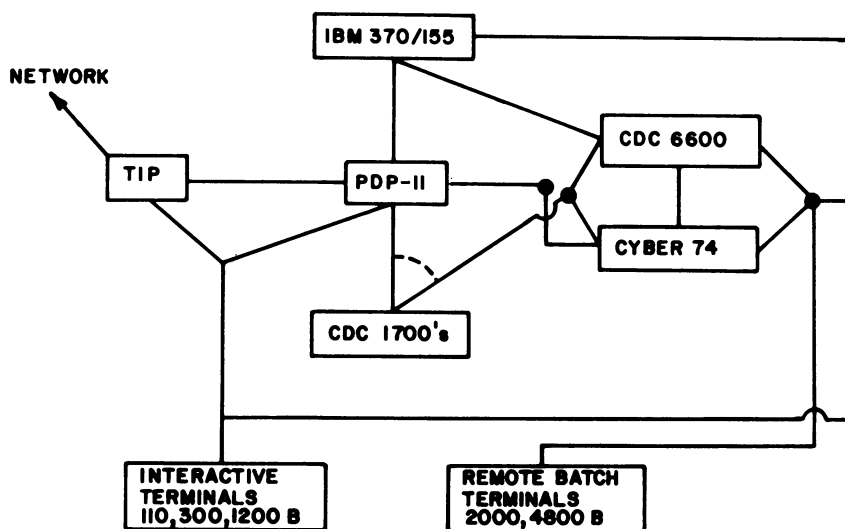 IBM 370/155
NETWORK
CDC 6600
TIP
PDP-11
CYBER 74
CDC 1700's
INTERACTIVE
TERMINALS
110,300,1200 B
REMOTE BATCH
TERMINALS
2000,4800 B